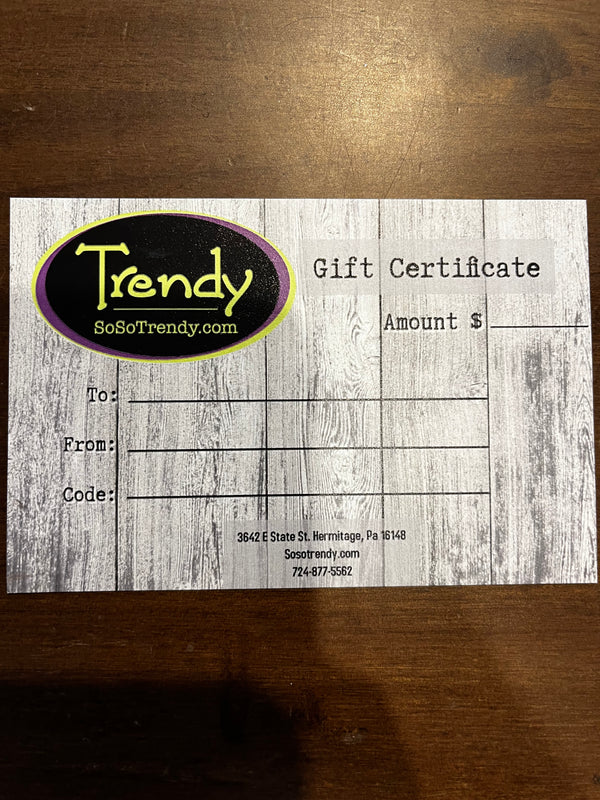 Trendy
SoSoTrendy.com
Gift Certificate
Amount $
To:
From:
Code:
3642 E State St. Hermitage, Pa 16148
Sosotrendy.com
724-877-5562